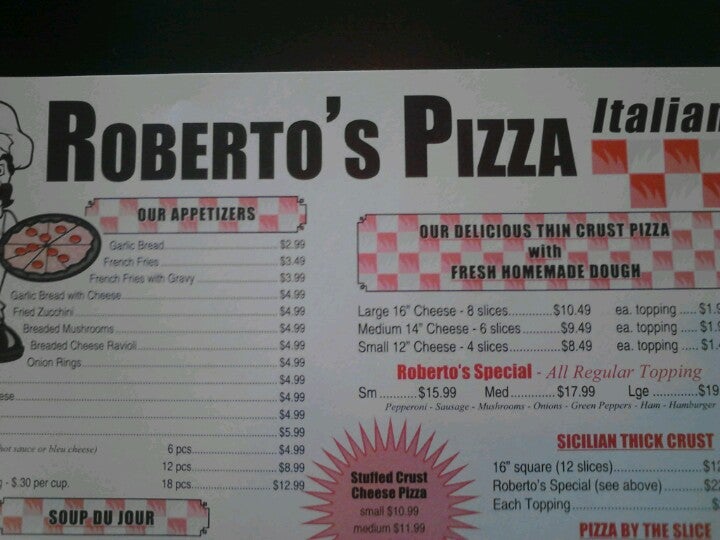 ROBERTO'S PIZZA Italian
OUR APPETIZERS
Garlic Bread $2.99
French Fries $3.49
French Fries with Gravy $3.99
Garlic Bread with Cheese $4.99
Fried Zucchini $4.99
Breaded Mushrooms $4.99
Breaded Cheese Ravioli $4.99
Onion Rings $4.99
$4.99
$4.99
$4.99
$5.99
hot sauce or bleu cheese) 6 pcs. $4.99
12 pcs. $8.99
- $.30 per cup. 18 pcs. $12.99
SOUP DU JOUR
OUR DELICIOUS THIN CRUST PIZZA
with
FRESH HOMEMADE DOUGH
Large 16" Cheese - 8 slices $10.49 ea. topping
Medium 14" Cheese - 6 slices $9.49 ea. topping
Small 12" Cheese - 4 slices $8.49 ea. topping
Roberto's Special - All Regular Topping
Sm $15.99 Med $17.99 Lge
Pepperoni - Sausage - Mushrooms - Onions - Green Peppers - Ham - Hamburger
Stuffed Crust
Cheese Pizza
small $10.99
medium $11.99
SICILIAN THICK CRUST
16" square (12 slices)
Roberto's Special (see above)
Each Topping
PIZZA BY THE SLICE